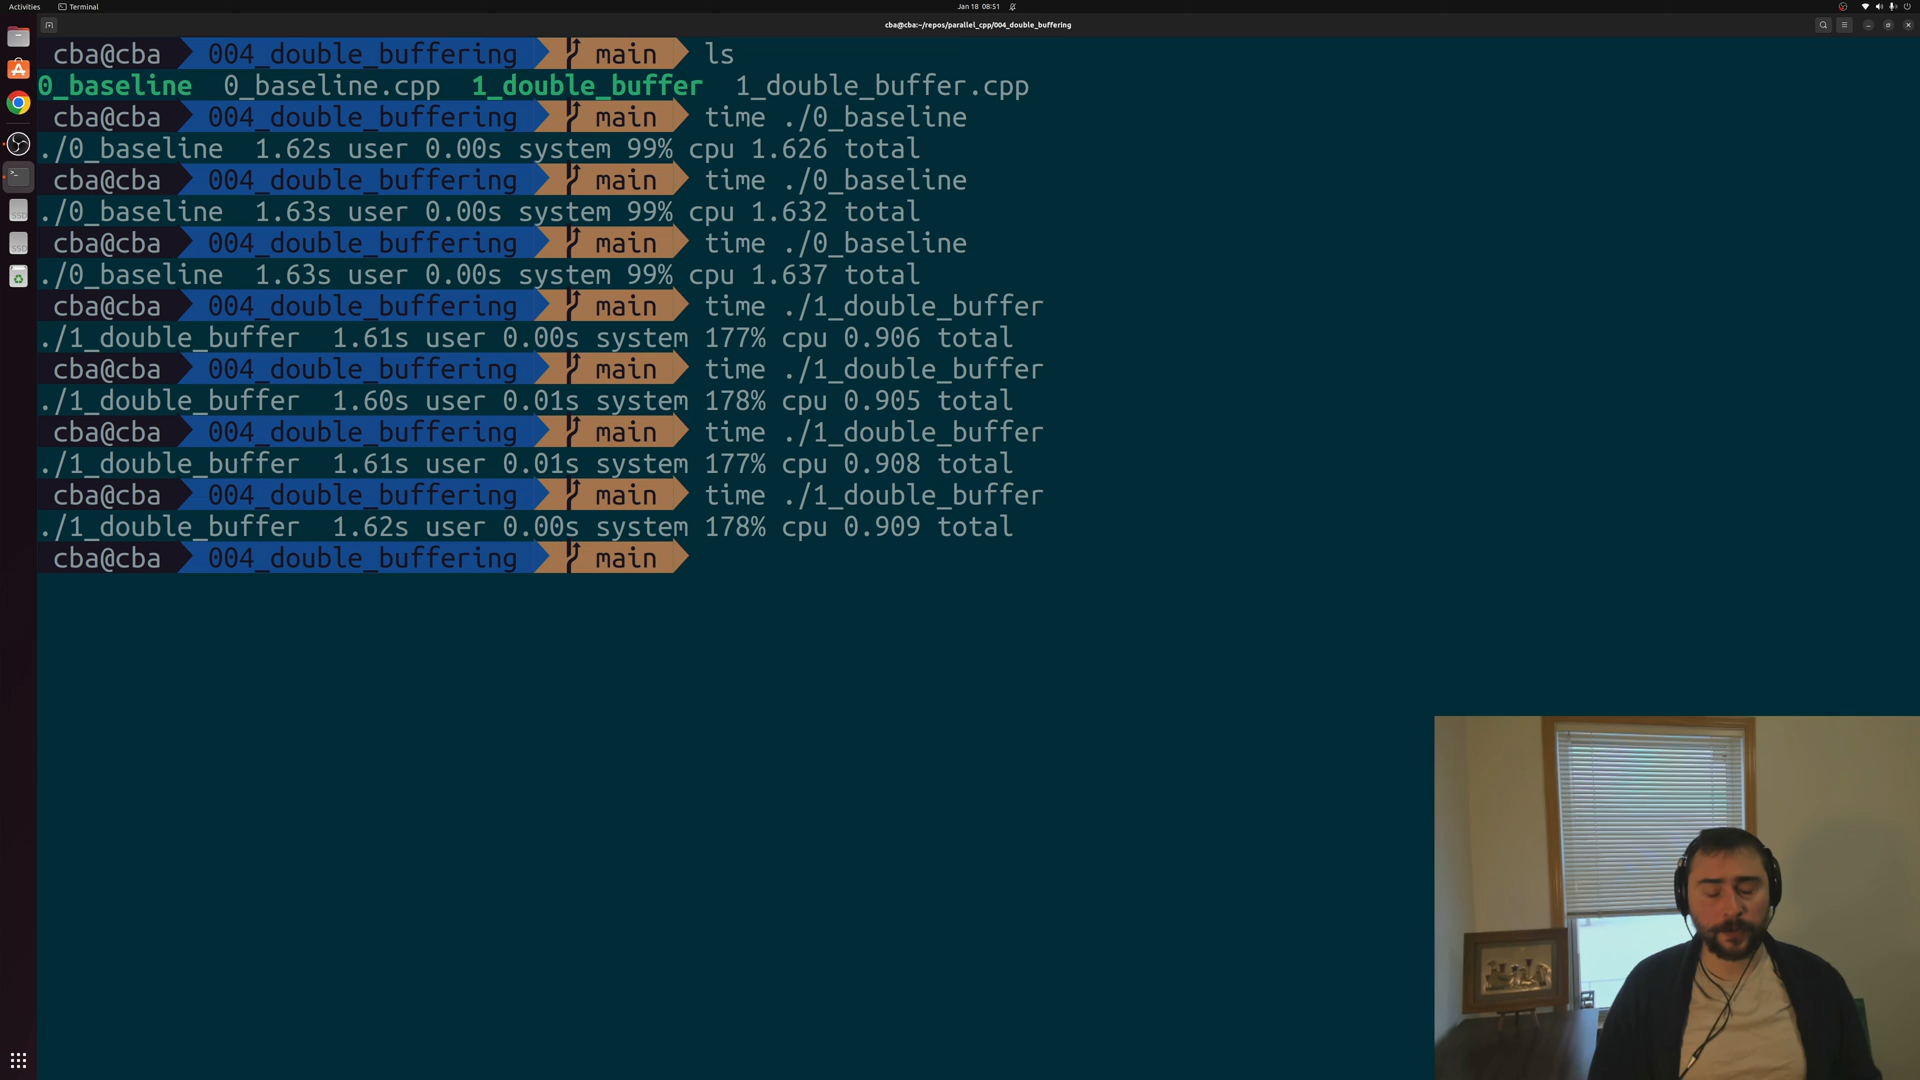 Activities Terminal Jan 18 08:51
cba@cba:~/repos/parallel_cpp/004_double_buffering
cba@cba 004_double_buffering main ls
0_baseline 0_baseline.cpp 1_double_buffer 1_double_buffer.cpp
cba@cba 004_double_buffering main time ./0_baseline
./0_baseline 1.62s user 0.00s system 99% cpu 1.626 total
cba@cba 004_double_buffering main time ./0_baseline
./0_baseline 1.63s user 0.00s system 99% cpu 1.632 total
cba@cba 004_double_buffering main time ./0_baseline
./0_baseline 1.63s user 0.00s system 99% cpu 1.637 total
cba@cba 004_double_buffering main time ./1_double_buffer
./1_double_buffer 1.61s user 0.00s system 177% cpu 0.906 total
cba@cba 004_double_buffering main time ./1_double_buffer
./1_double_buffer 1.60s user 0.01s system 178% cpu 0.905 total
cba@cba 004_double_buffering main time ./1_double_buffer
./1_double_buffer 1.61s user 0.01s system 177% cpu 0.908 total
cba@cba 004_double_buffering main time ./1_double_buffer
./1_double_buffer 1.62s user 0.00s system 178% cpu 0.909 total
cba@cba 004_double_buffering main
SSD
SSD